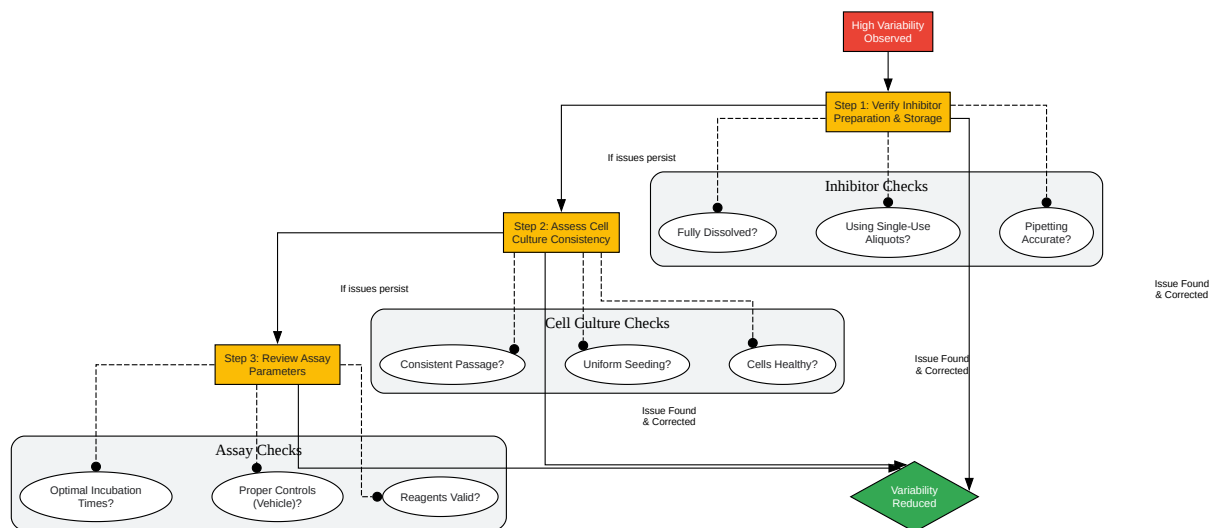 High Variability
Observed
Step 1: Verify Inhibitor
Preparation & Storage
If issues persist
Inhibitor Checks
Fully Dissolved?
Using Single-Use
Aliquots?
Pipetting
Accurate?
Step 2: Assess Cell
Culture Consistency
If issues persist
Issue Found
& Corrected
Cell Culture Checks
Consistent Passage?
Uniform Seeding?
Cells Healthy?
Step 3: Review Assay
Parameters
Issue Found
& Corrected
Issue Found
& Corrected
Assay Checks
Optimal Incubation
Times?
Proper Controls
(Vehicle)?
Reagents Valid?
Variability
Reduced